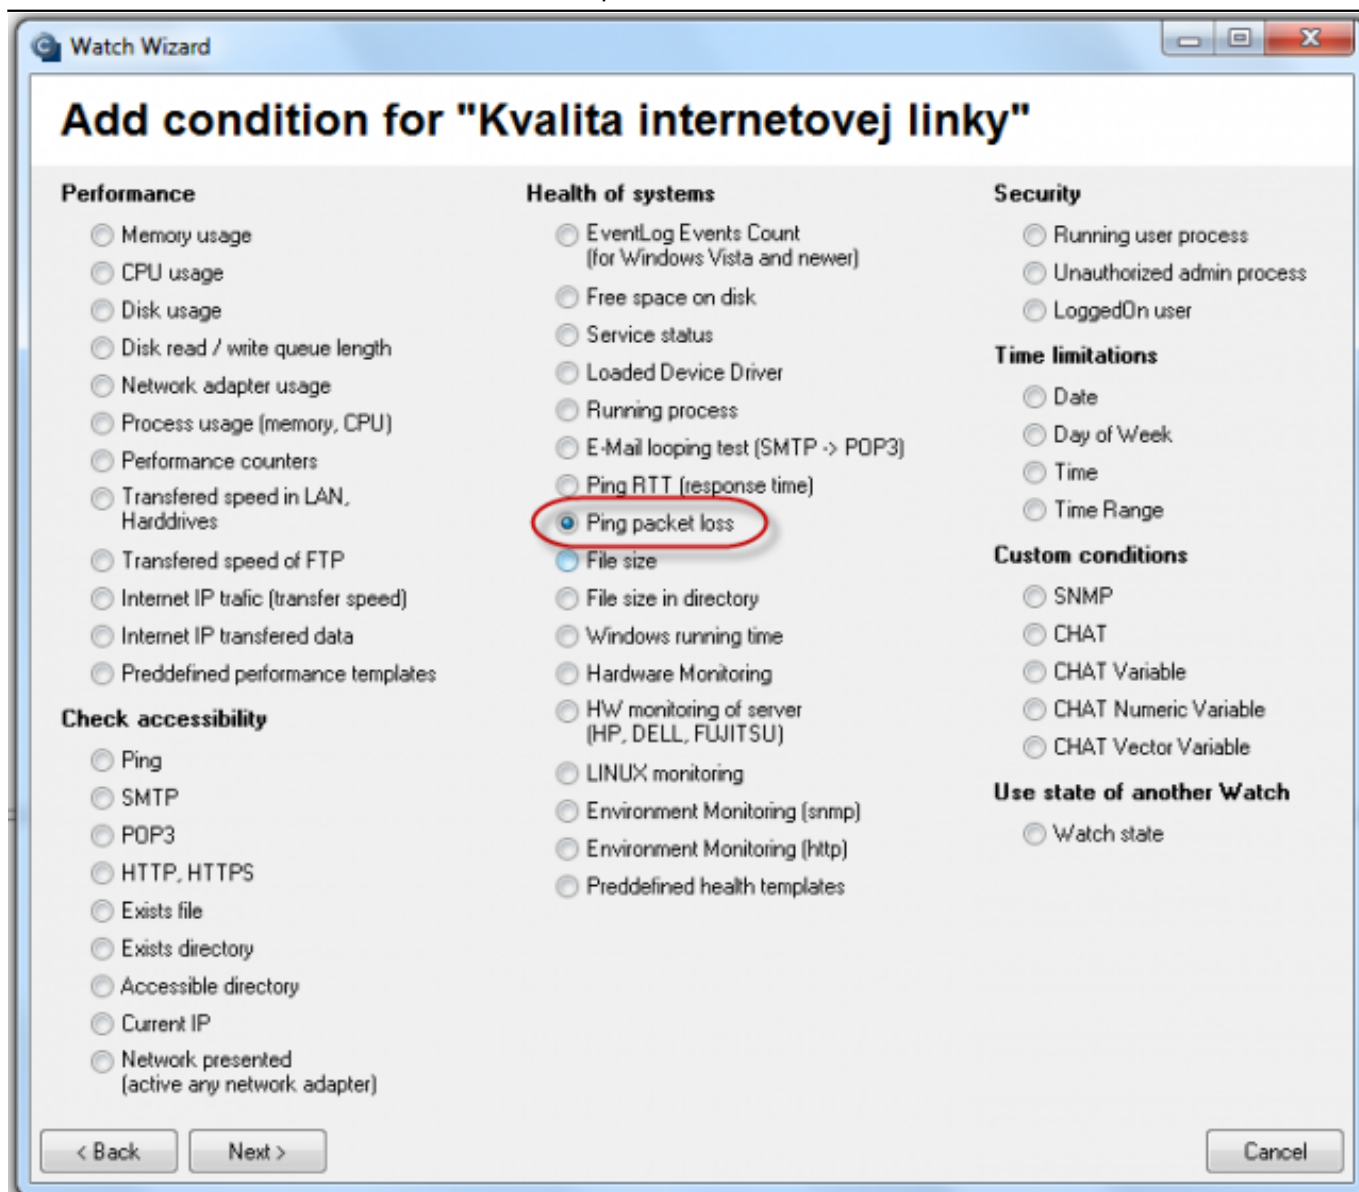 Watch Wizard
Add condition for "Kvalita internetovej linky"
Performance
Memory usage
CPU usage
Disk usage
Disk read / write queue length
Network adapter usage
Process usage (memory, CPU)
Performance counters
Transfered speed in LAN,
Harddrives
Transfered speed of FTP
Internet IP trafic (transfer speed)
Internet IP transfered data
Preddefined performance templates
Check accessibility
Ping
SMTP
POP3
HTTP, HTTPS
Exists file
Exists directory
Accessible directory
Current IP
Network presented
(active any network adapter)
Health of systems
EventLog Events Count
(for Windows Vista and newer)
Free space on disk
Service status
Loaded Device Driver
Running process
E-Mail looping test (SMTP -> POP3)
Ping RTT (response time)
Ping packet loss
File size
File size in directory
Windows running time
Hardware Monitoring
HW monitoring of server
(HP, DELL, FUJITSU)
LINUX monitoring
Environment Monitoring (snmp)
Environment Monitoring (http)
Preddefined health templates
Security
Running user process
Unauthorized admin process
LoggedOn user
Time limitations
Date
Day of Week
Time
Time Range
Custom conditions
SNMP
CHAT
CHAT Variable
CHAT Numeric Variable
CHAT Vector Variable
Use state of another Watch
Watch state
< Back
Next >
Cancel